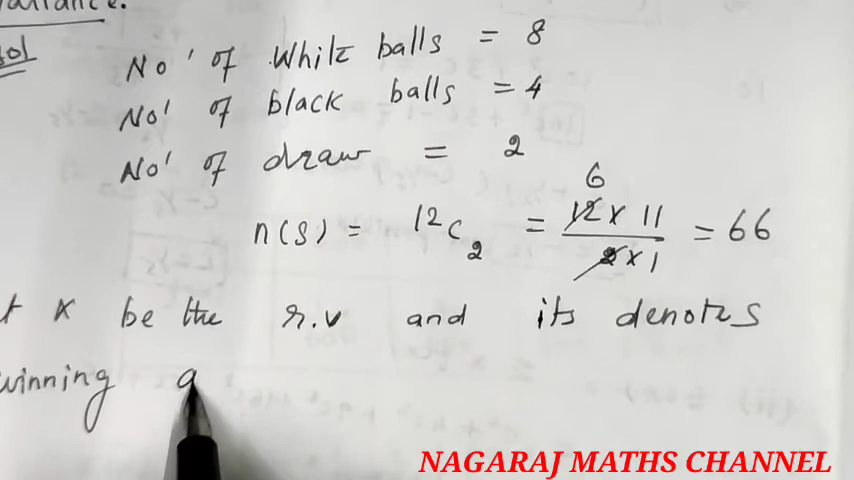 No' of White balls = 8
sol
No' of black balls = 4
No' of draw = 2
n(s) = 12c2 = 12 x 11 / 2 x 1 = 66
6
x be the r.v and its denotes
winning a
NAGARAJ MATHS CHANNEL